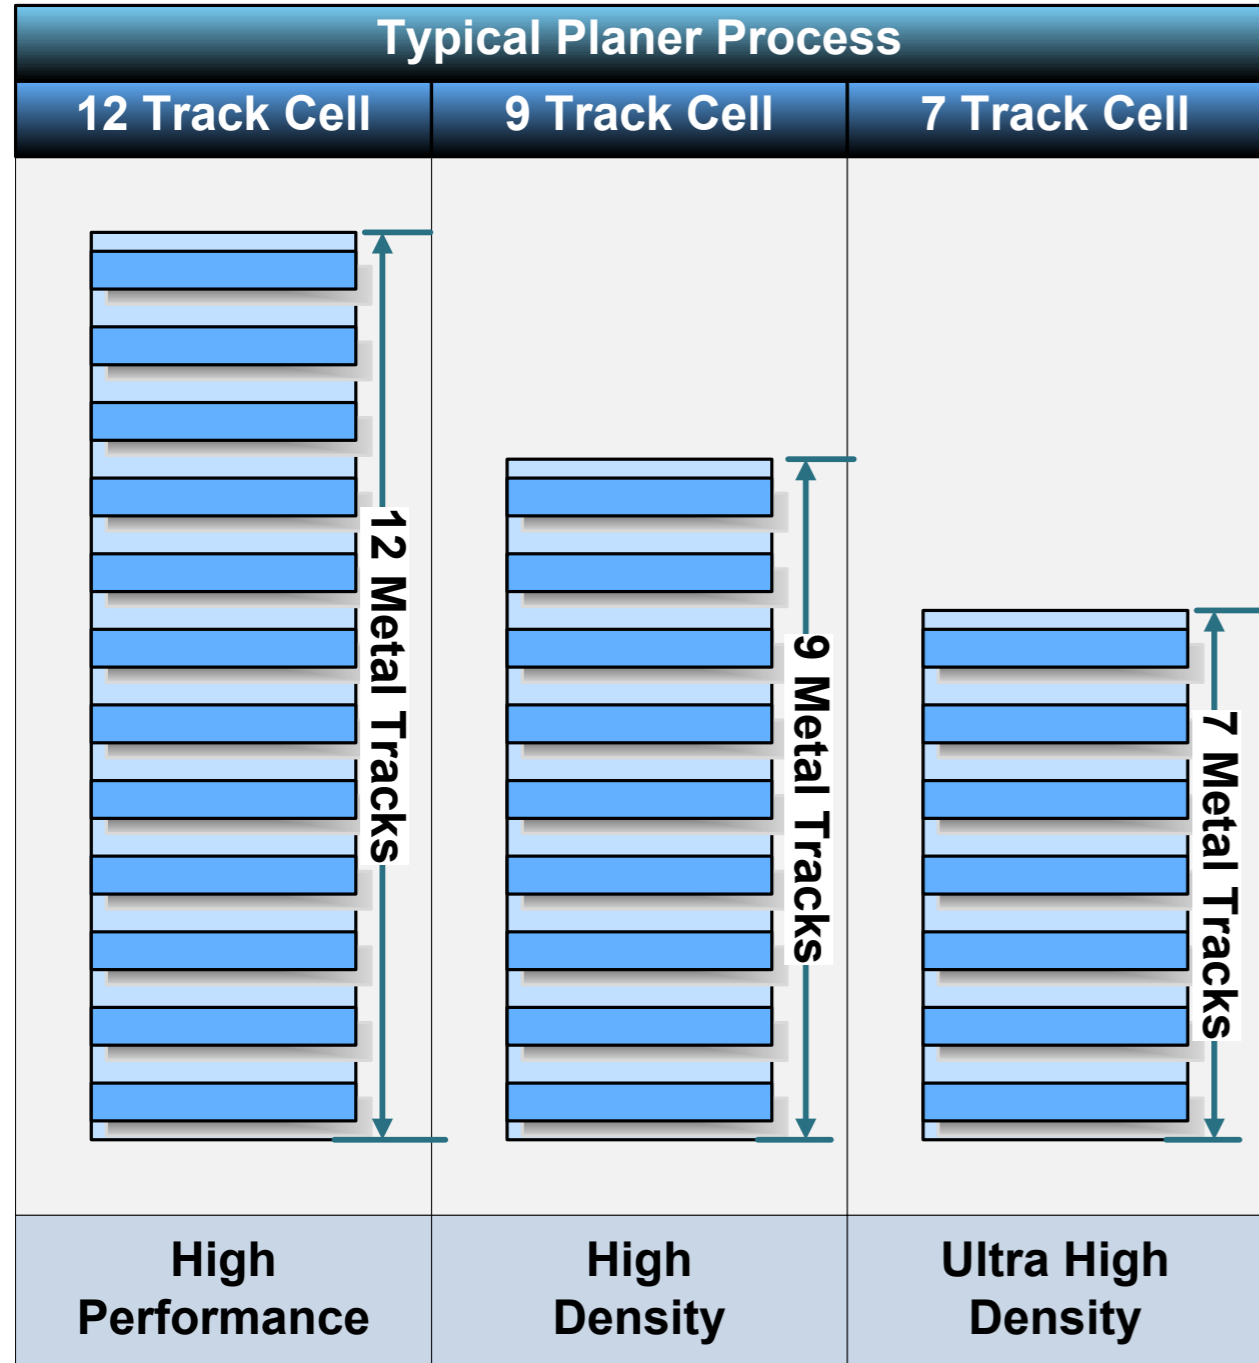 Typical Planer Process
12 Track Cell
9 Track Cell
7 Track Cell
12 Metal Tracks
9 Metal Tracks
7 Metal Tracks
High
Performance
High
Density
Ultra High
Density